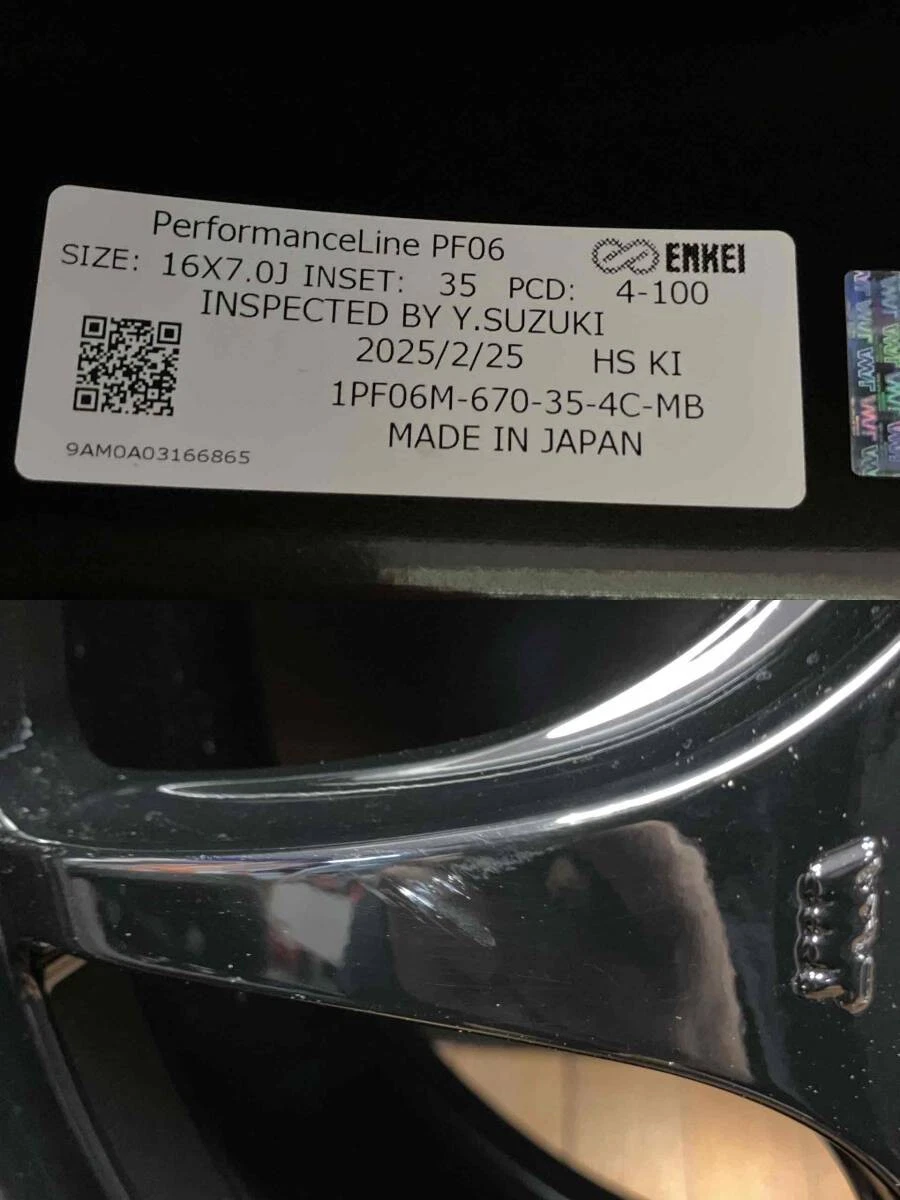 PerformanceLine PF06
ENKEI
SIZE: 16X7.0J INSET: 35 PCD: 4-100
INSPECTED BY Y.SUZUKI
2025/2/25 HS KI
1PF06M-670-35-4C-MB
MADE IN JAPAN
9AM0A03166865